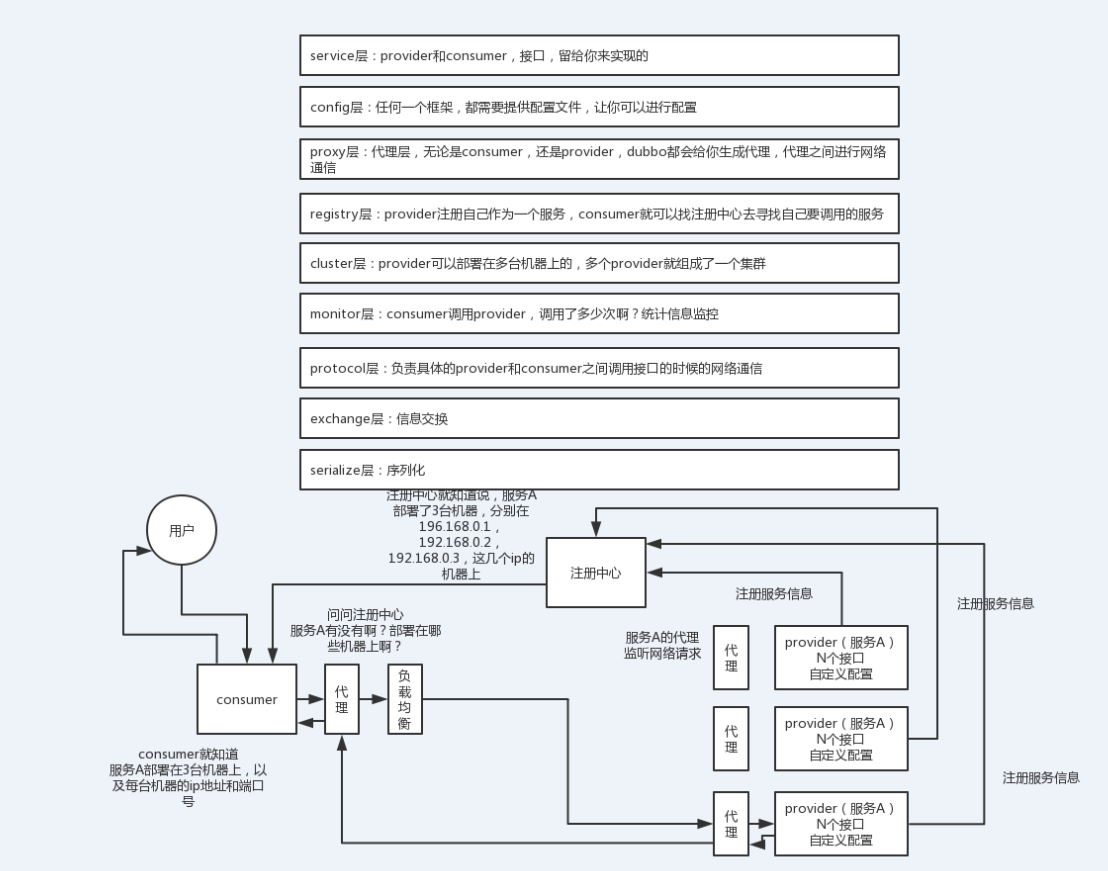 service层：provider和consumer，接口，留给你来实现的
config层：任何一个框架，都需要提供配置文件，让你可以进行配置
proxy层：代理层，无论是consumer，还是provider，dubbo都会给你生成代理，代理之间进行网络
通信
registry层：provider注册自己作为一个服务，consumer就可以找注册中心去寻找自己要调用的服务
cluster层：provider可以部署在多台机器上的，多个provider就组成了一个集群
monitor层：consumer调用provider，调用了多少次啊？统计信息监控
protocol层：负责具体的provider和consumer之间调用接口的时候的网络通信
exchange层：信息交换
serialize层：序列化
注册中心就知道说，服务A
部署了3台机器，分别在
196.168.0.1，
192.168.0.2，
192.168.0.3，这几个ip的
机器上
用户
注册中心
注册服务信息
注册服务信息
问问注册中心
服务A有没有啊？部署在哪
些机器上啊？
服务A的代理
监听网络请求
代
理
provider（服务A）
N个接口
自定义配置
consumer
代
理
负
载
均
衡
代
理
provider（服务A）
N个接口
自定义配置
consumer就知道
服务A部署在3台机器上，以
及每台机器的ip地址和端口
号
注册服务信息
代
理
provider（服务A）
N个接口
自定义配置